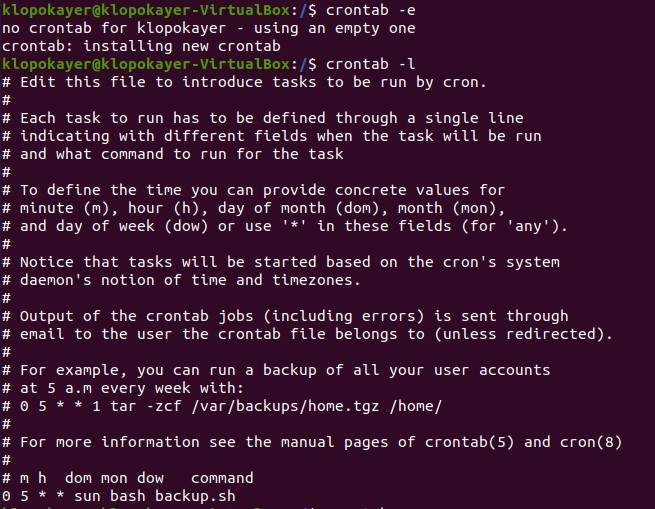 klopokayer@klopokayer-VirtualBox:/$ crontab -e
no crontab for klopokayer - using an empty one
crontab: installing new crontab
klopokayer@klopokayer-VirtualBox:/$ crontab -l
# Edit this file to introduce tasks to be run by cron.
#
# Each task to run has to be defined through a single line
# indicating with different fields when the task will be run
# and what command to run for the task
#
# To define the time you can provide concrete values for
# minute (m), hour (h), day of month (dom), month (mon),
# and day of week (dow) or use '*' in these fields (for 'any').
#
# Notice that tasks will be started based on the cron's system
# daemon's notion of time and timezones.
#
# Output of the crontab jobs (including errors) is sent through
# email to the user the crontab file belongs to (unless redirected).
#
# For example, you can run a backup of all your user accounts
# at 5 a.m every week with:
# 0 5 * * 1 tar -zcf /var/backups/home.tgz /home/
#
# For more information see the manual pages of crontab(5) and cron(8)
#
# m h  dom mon dow   command
0 5 * * sun bash backup.sh